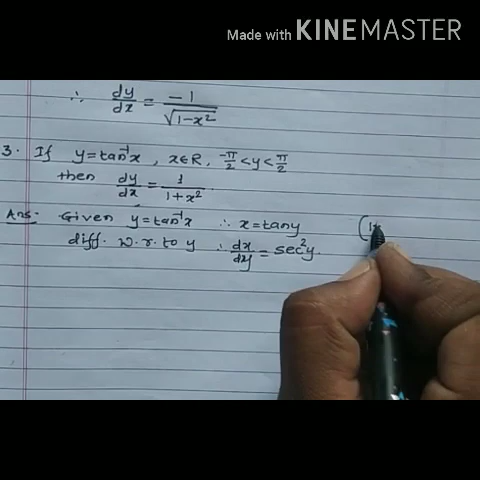 Made with KINEMASTER
∴ dy/dx = -1/√(1-x²)
3. If y=tan⁻¹x , x∈R, -π/2<y<π/2
then dy/dx = 1/(1+x²)
Ans:- Given y=tan⁻¹x ∴ x=tany
diff. w.r.to y ∴ dx/dy = sec²y.